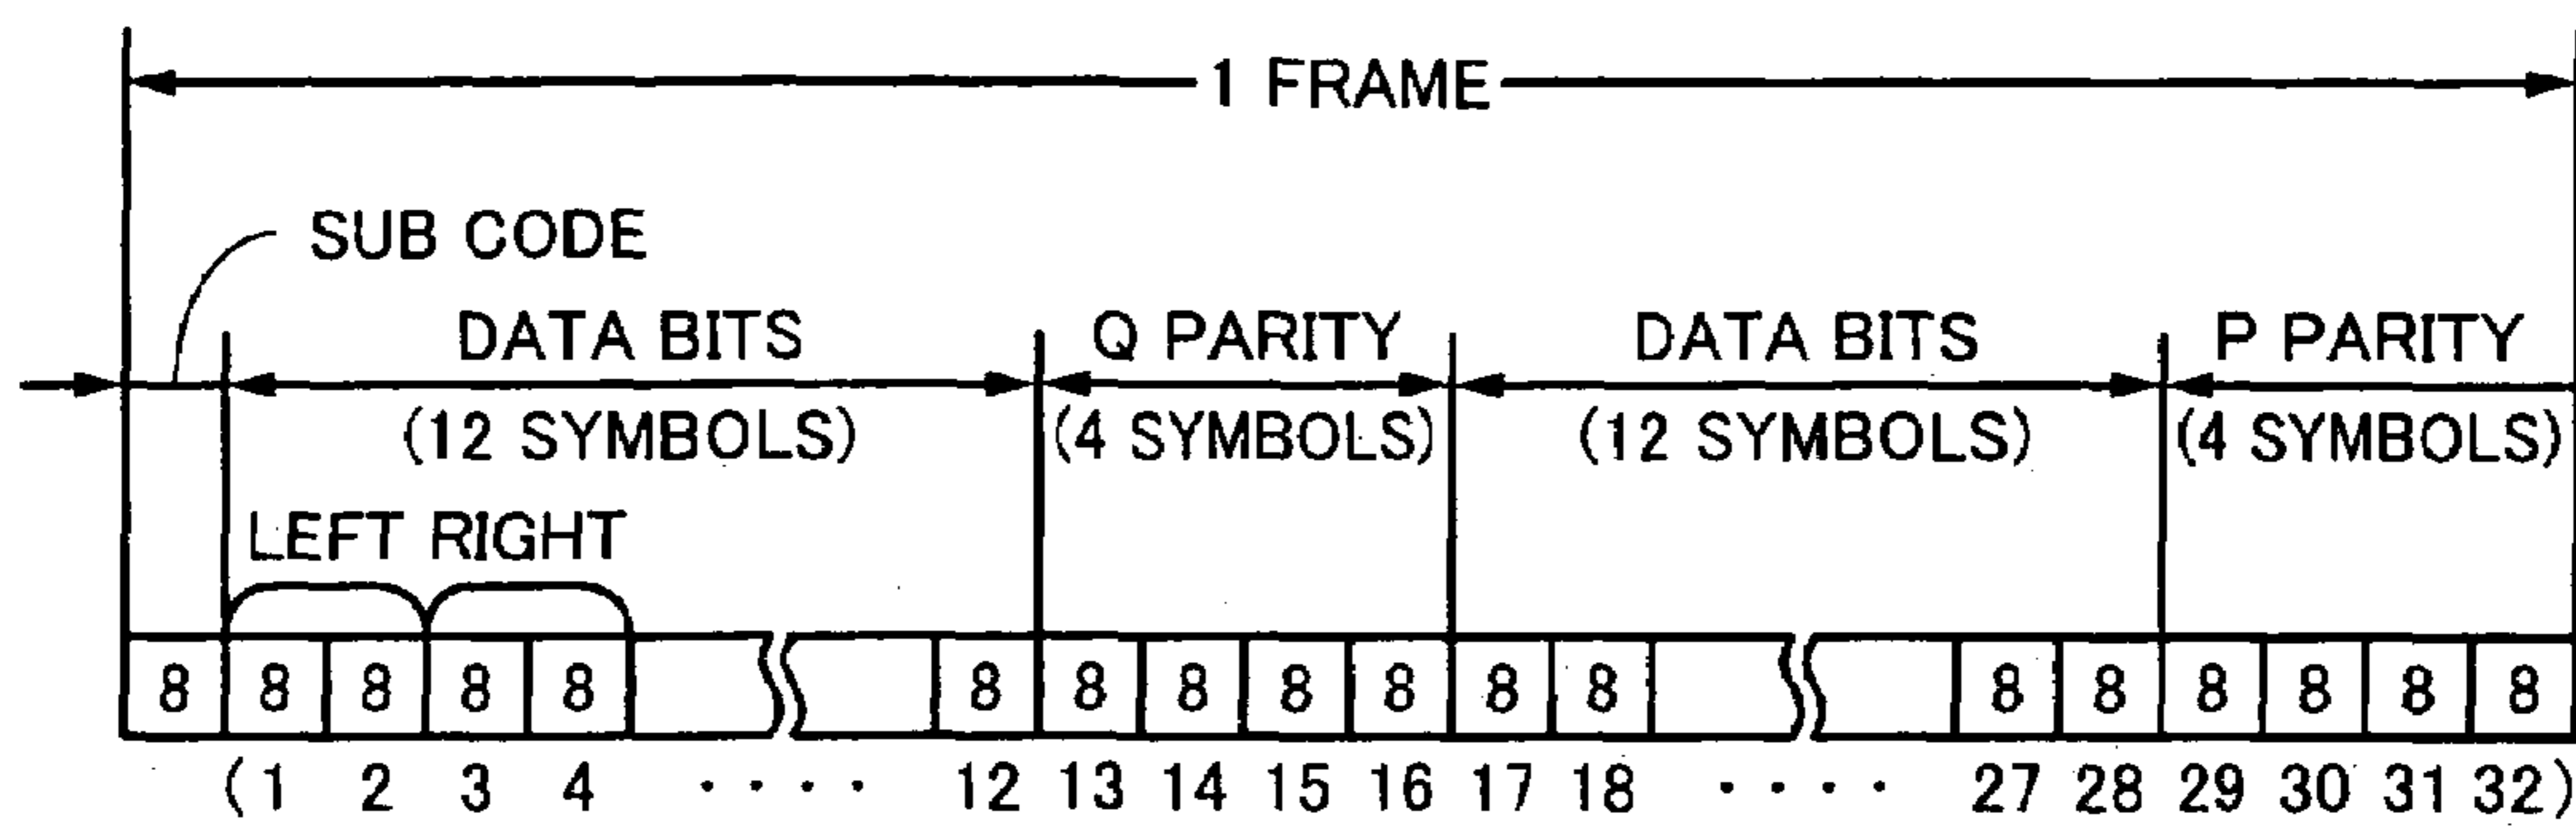 1 FRAME
SUB CODE
DATA BITS Q PARITY DATA BITS P PARITY
(12 SYMBOLS) (4 SYMBOLS) (12 SYMBOLS) (4 SYMBOLS)
LEFT RIGHT
8 8 8 8 8 8 8 8 8 8 8 8 8 8 8 8 8 8
(1 2 3 4 · · · · 12 13 14 15 16 17 18 · · · · 27 28 29 30 31 32)